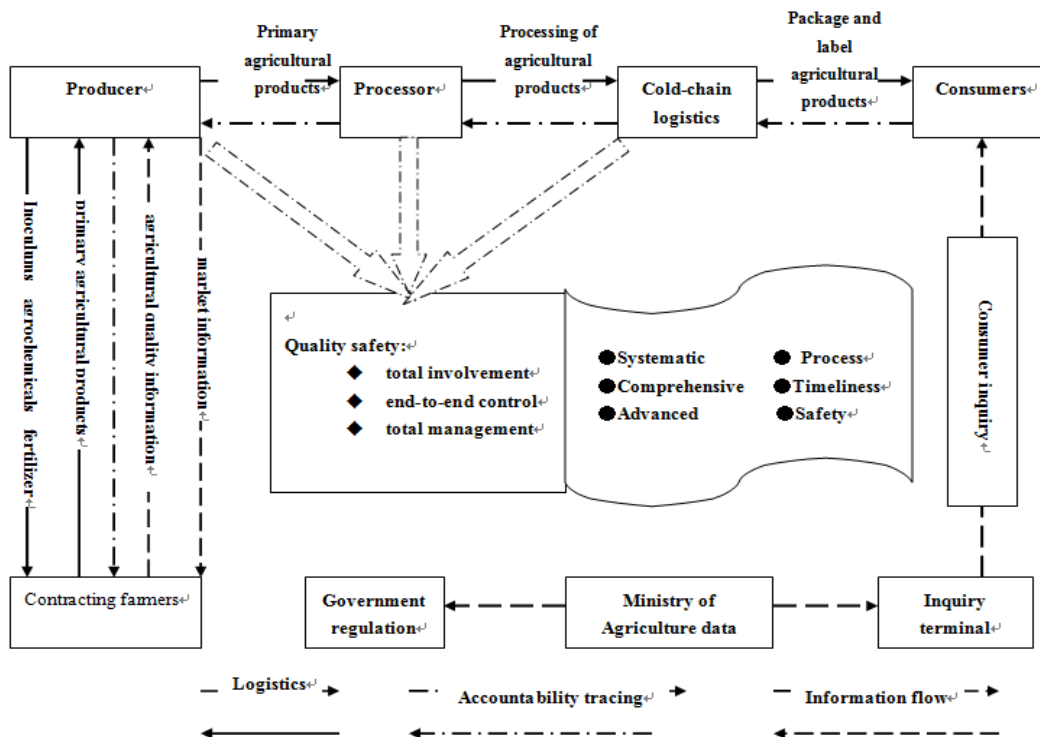 Primary
agricultural
products
Processing of
agricultural
products
Package and
label
agricultural
products
Producer
Processor
Cold-chain
logistics
Consumers
Inoculums agrochemicals fertilizer
primary agricultural products
agricultural quality information
market information
Quality safety:
◆ total involvement
◆ end-to-end control
◆ total management
●Systematic
●Comprehensive
●Advanced
● Process
●Timeliness
●Safety
Consumer inquiry
Contracting farmers
Government
regulation
Ministry of
Agriculture data
Inquiry
terminal
Logistics
Accountability tracing
Information flow